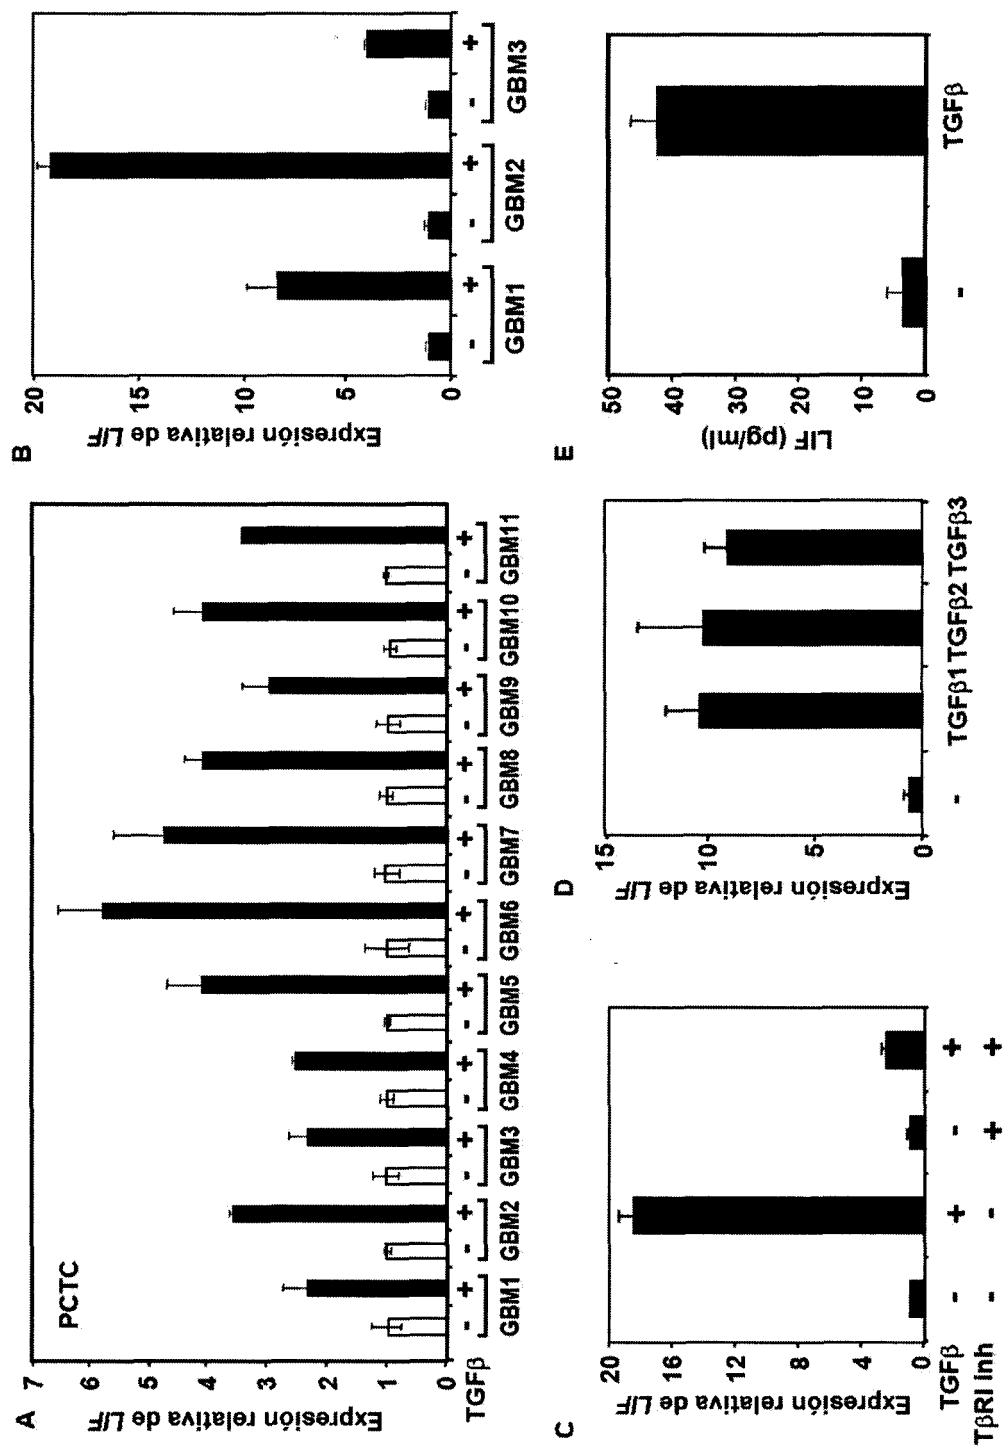 A
PCTC
Expresión relativa de LIF
7
6
5
4
3
2
1
0
TGFβ
- + - + - + - + - + - + - + - + - + - + - +
GBM1 GBM2 GBM3 GBM4 GBM5 GBM6 GBM7 GBM8 GBM9 GBM10 GBM11
B
Expresión relativa de LIF
20
15
10
5
0
- + - + - +
GBM1 GBM2 GBM3
C
Expresión relativa de LIF
20
16
12
8
4
0
TGFβ - + - +
TβRI Inh - - + +
D
Expresión relativa de LIF
15
10
5
0
- TGFβ1 TGFβ2 TGFβ3
E
LIF (pg/ml)
50
40
30
20
10
0
- TGFβ